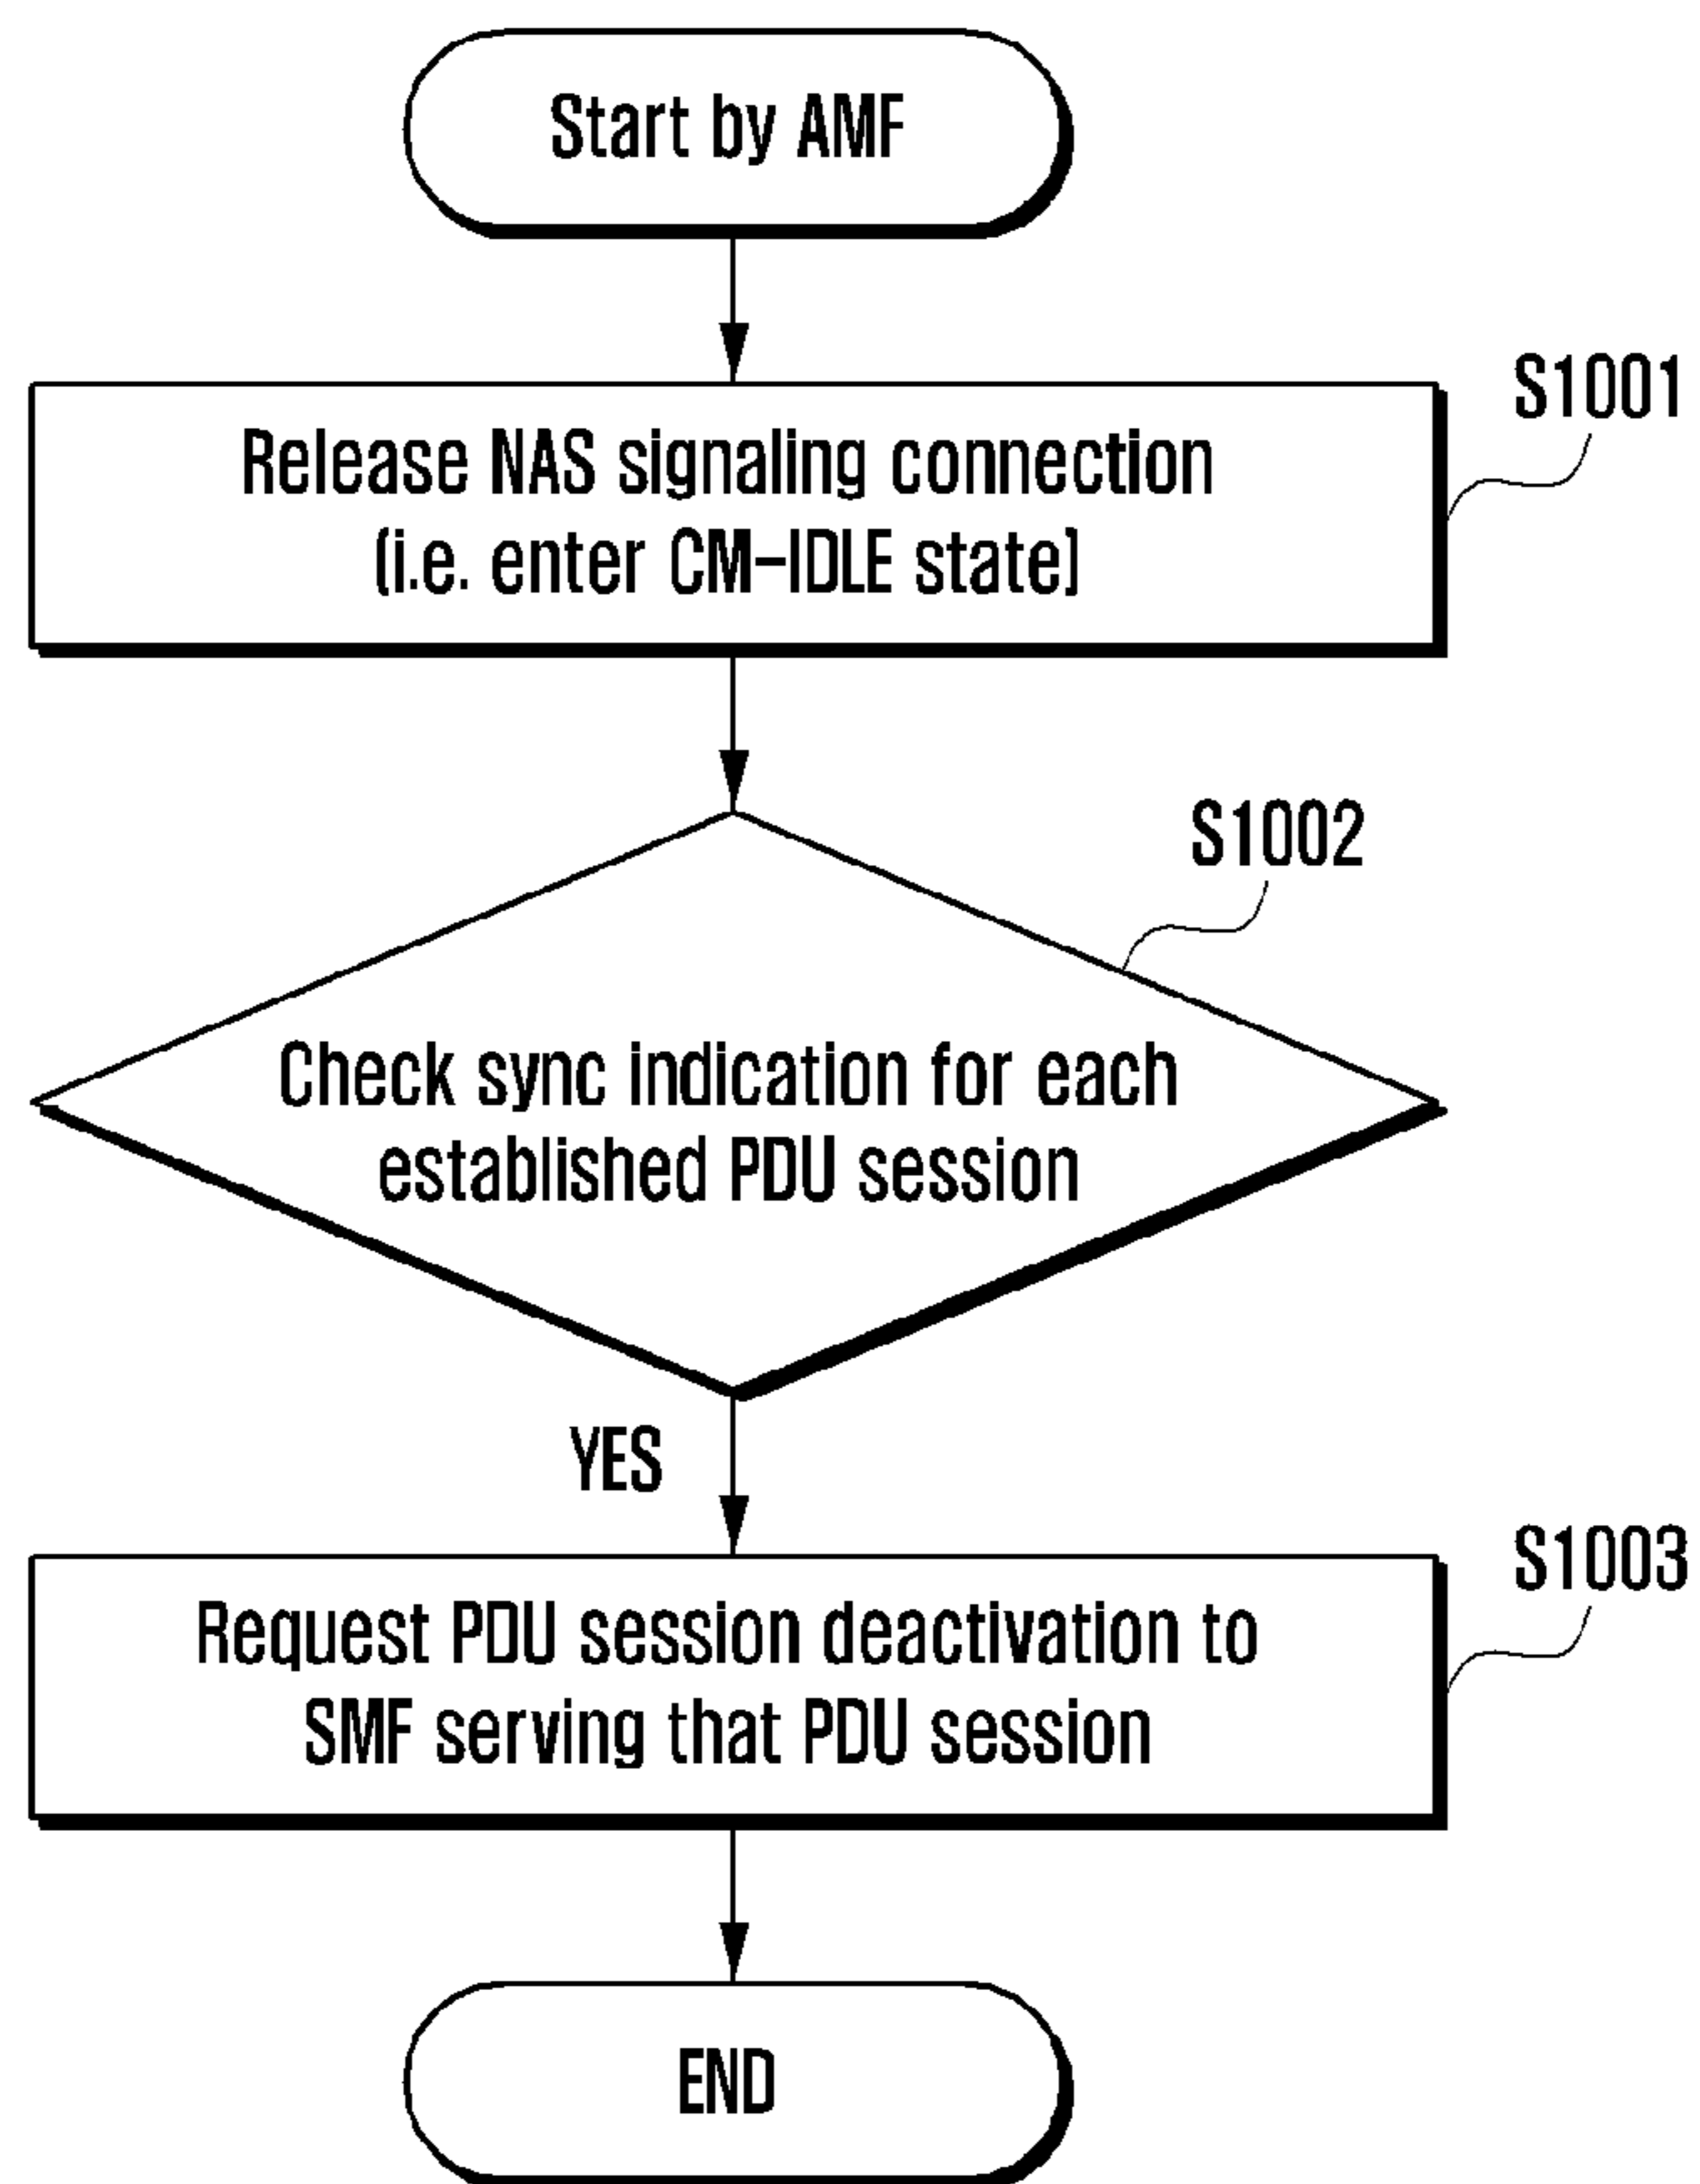 Start by AMF
S1001
Release NAS signaling connection
(i.e. enter CM-IDLE state)
S1002
Check sync indication for each
established PDU session
YES
S1003
Request PDU session deactivation to
SMF serving that PDU session
END